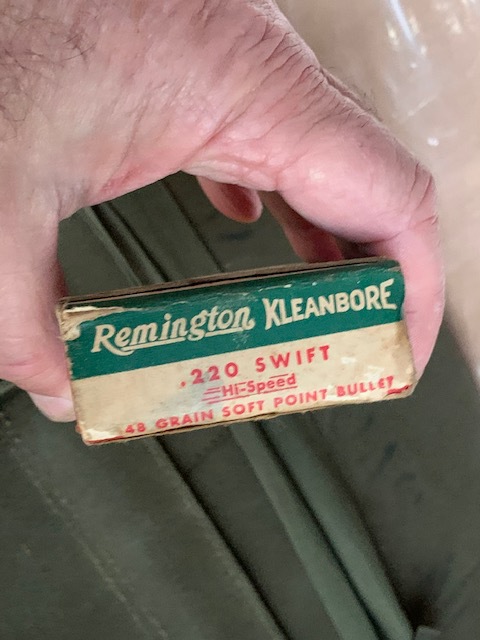 Remington KLEANBORE
.220 SWIFT
Hi-Speed
48 GRAIN SOFT POINT BULLET